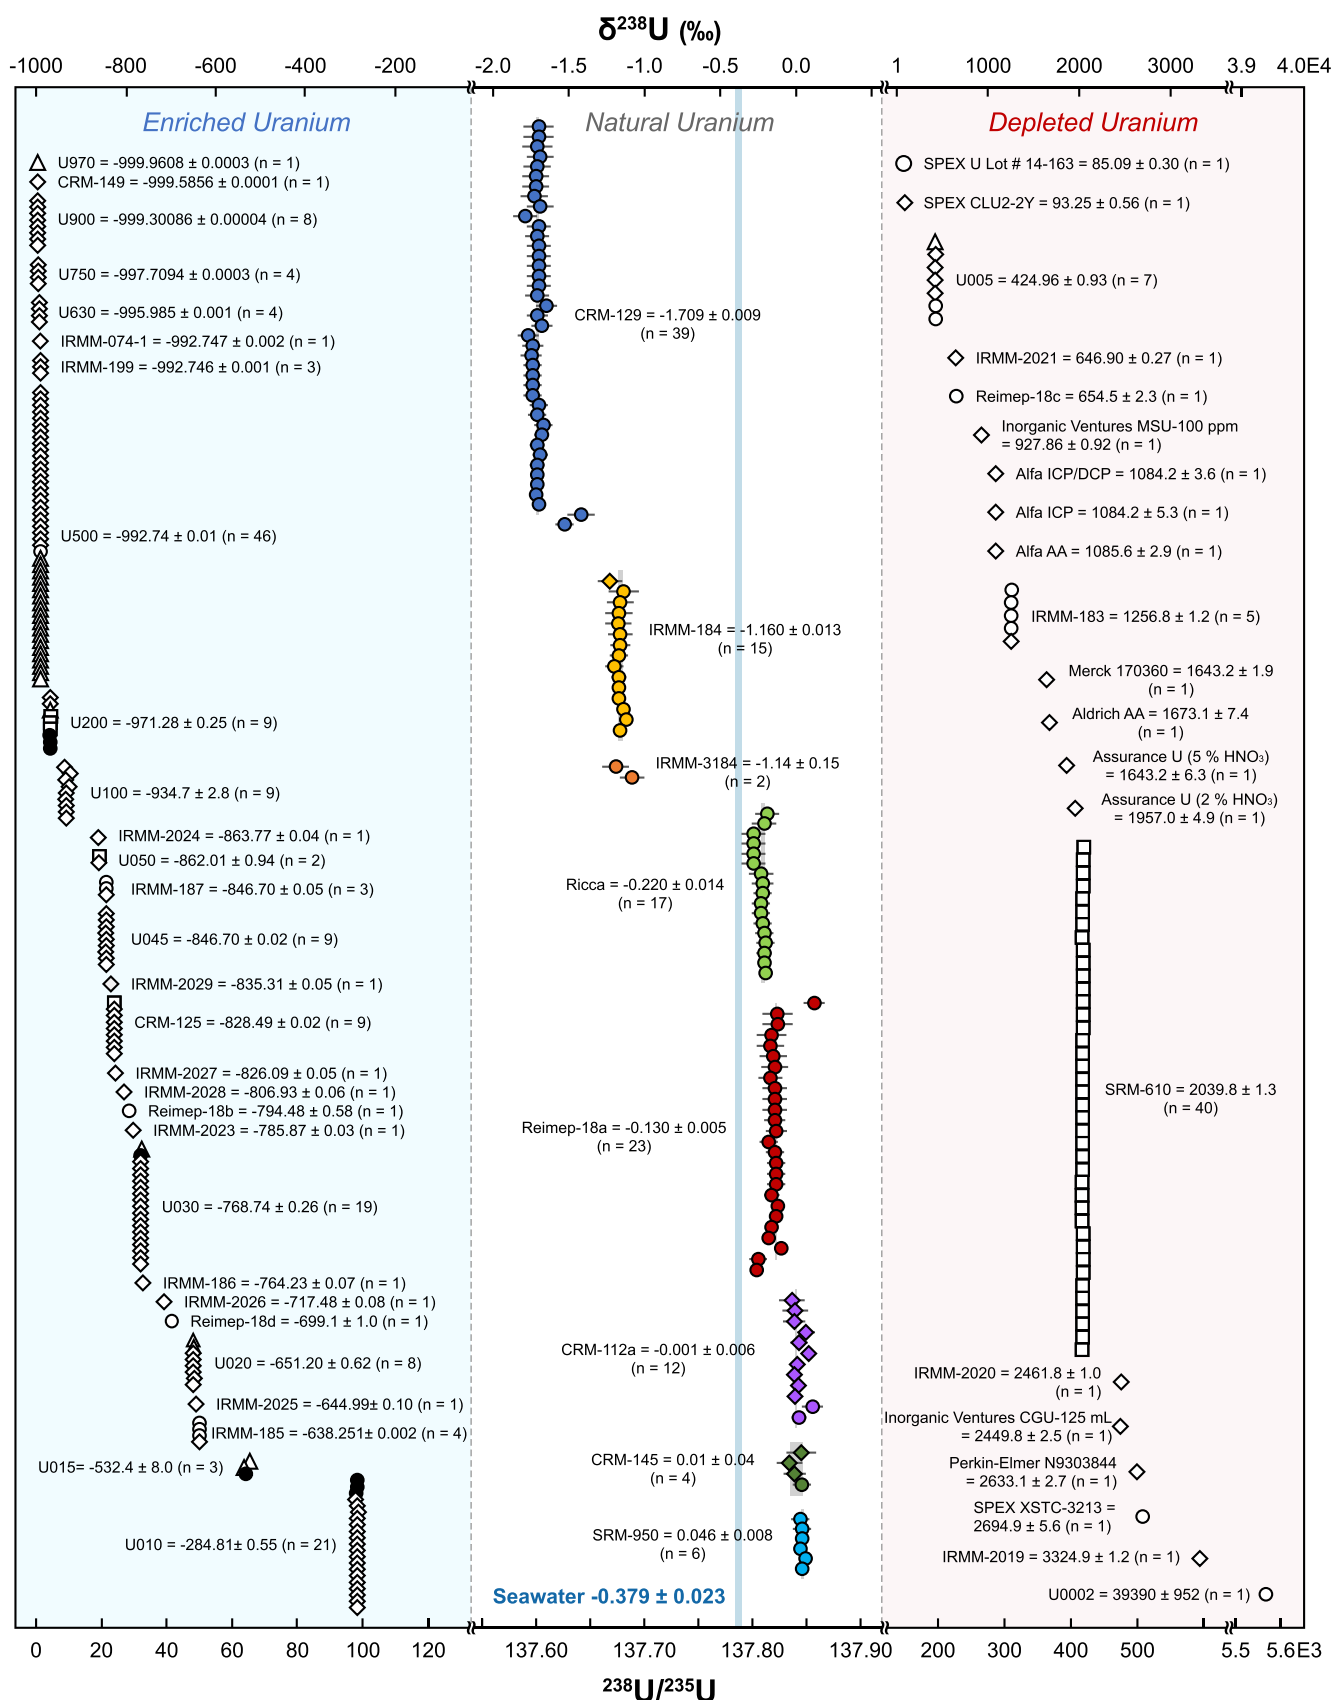 δ²³⁸U (‰)
-1000 -800 -600 -400 -200 -2.0 -1.5 -1.0 -0.5 0.0 1 1000 2000 3000 3.9 4.0E4
Enriched Uranium
U970 = -999.9608 ± 0.0003 (n = 1)
CRM-149 = -999.5856 ± 0.0001 (n = 1)
U900 = -999.30086 ± 0.00004 (n = 8)
U750 = -997.7094 ± 0.0003 (n = 4)
U630 = -995.985 ± 0.001 (n = 4)
IRMM-074-1 = -992.747 ± 0.002 (n = 1)
IRMM-199 = -992.746 ± 0.001 (n = 3)
U500 = -992.74 ± 0.01 (n = 46)
U200 = -971.28 ± 0.25 (n = 9)
U100 = -934.7 ± 2.8 (n = 9)
IRMM-2024 = -863.77 ± 0.04 (n = 1)
U050 = -862.01 ± 0.94 (n = 2)
IRMM-187 = -846.70 ± 0.05 (n = 3)
U045 = -846.70 ± 0.02 (n = 9)
IRMM-2029 = -835.31 ± 0.05 (n = 1)
CRM-125 = -828.49 ± 0.02 (n = 9)
IRMM-2027 = -826.09 ± 0.05 (n = 1)
IRMM-2028 = -806.93 ± 0.06 (n = 1)
Reimep-18b = -794.48 ± 0.58 (n = 1)
IRMM-2023 = -785.87 ± 0.03 (n = 1)
U030 = -768.74 ± 0.26 (n = 19)
IRMM-186 = -764.23 ± 0.07 (n = 1)
IRMM-2026 = -717.48 ± 0.08 (n = 1)
Reimep-18d = -699.1 ± 1.0 (n = 1)
U020 = -651.20 ± 0.62 (n = 8)
IRMM-2025 = -644.99± 0.10 (n = 1)
IRMM-185 = -638.251± 0.002 (n = 4)
U015= -532.4 ± 8.0 (n = 3)
U010 = -284.81± 0.55 (n = 21)
Natural Uranium
CRM-129 = -1.709 ± 0.009
(n = 39)
IRMM-184 = -1.160 ± 0.013
(n = 15)
IRMM-3184 = -1.14 ± 0.15
(n = 2)
Ricca = -0.220 ± 0.014
(n = 17)
Reimep-18a = -0.130 ± 0.005
(n = 23)
CRM-112a = -0.001 ± 0.006
(n = 12)
CRM-145 = 0.01 ± 0.04
(n = 4)
SRM-950 = 0.046 ± 0.008
(n = 6)
Seawater -0.379 ± 0.023
Depleted Uranium
SPEX U Lot # 14-163 = 85.09 ± 0.30 (n = 1)
SPEX CLU2-2Y = 93.25 ± 0.56 (n = 1)
U005 = 424.96 ± 0.93 (n = 7)
IRMM-2021 = 646.90 ± 0.27 (n = 1)
Reimep-18c = 654.5 ± 2.3 (n = 1)
Inorganic Ventures MSU-100 ppm
= 927.86 ± 0.92 (n = 1)
Alfa ICP/DCP = 1084.2 ± 3.6 (n = 1)
Alfa ICP = 1084.2 ± 5.3 (n = 1)
Alfa AA = 1085.6 ± 2.9 (n = 1)
IRMM-183 = 1256.8 ± 1.2 (n = 5)
Merck 170360 = 1643.2 ± 1.9
(n = 1)
Aldrich AA = 1673.1 ± 7.4
(n = 1)
Assurance U (5 % HNO₃)
= 1643.2 ± 6.3 (n = 1)
Assurance U (2 % HNO₃)
= 1957.0 ± 4.9 (n = 1)
SRM-610 = 2039.8 ± 1.3
(n = 40)
IRMM-2020 = 2461.8 ± 1.0
(n = 1)
Inorganic Ventures CGU-125 mL
= 2449.8 ± 2.5 (n = 1)
Perkin-Elmer N9303844
= 2633.1 ± 2.7 (n = 1)
SPEX XSTC-3213 =
2694.9 ± 5.6 (n = 1)
IRMM-2019 = 3324.9 ± 1.2 (n = 1)
U0002 = 39390 ± 952 (n = 1)
0 20 40 60 80 100 120 137.60 137.70 137.80 137.90 200 300 400 500 5.5 5.6E3
²³⁸U/²³⁵U